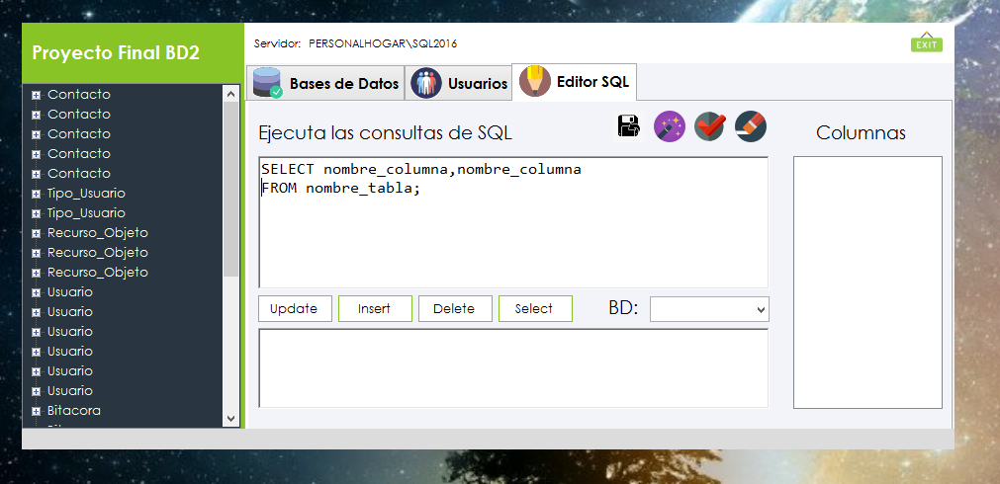 Proyecto Final BD2
Servidor: PERSONALHOGAR\SQL2016
EXIT
Bases de Datos
Usuarios
Editor SQL
Contacto
Contacto
Contacto
Contacto
Contacto
Tipo_Usuario
Tipo_Usuario
Recurso_Objeto
Recurso_Objeto
Recurso_Objeto
Usuario
Usuario
Usuario
Usuario
Usuario
Usuario
Bitacora
Ejecuta las consultas de SQL
Columnas
SELECT nombre_columna,nombre_columna
FROM nombre_tabla;
Update
Insert
Delete
Select
BD: